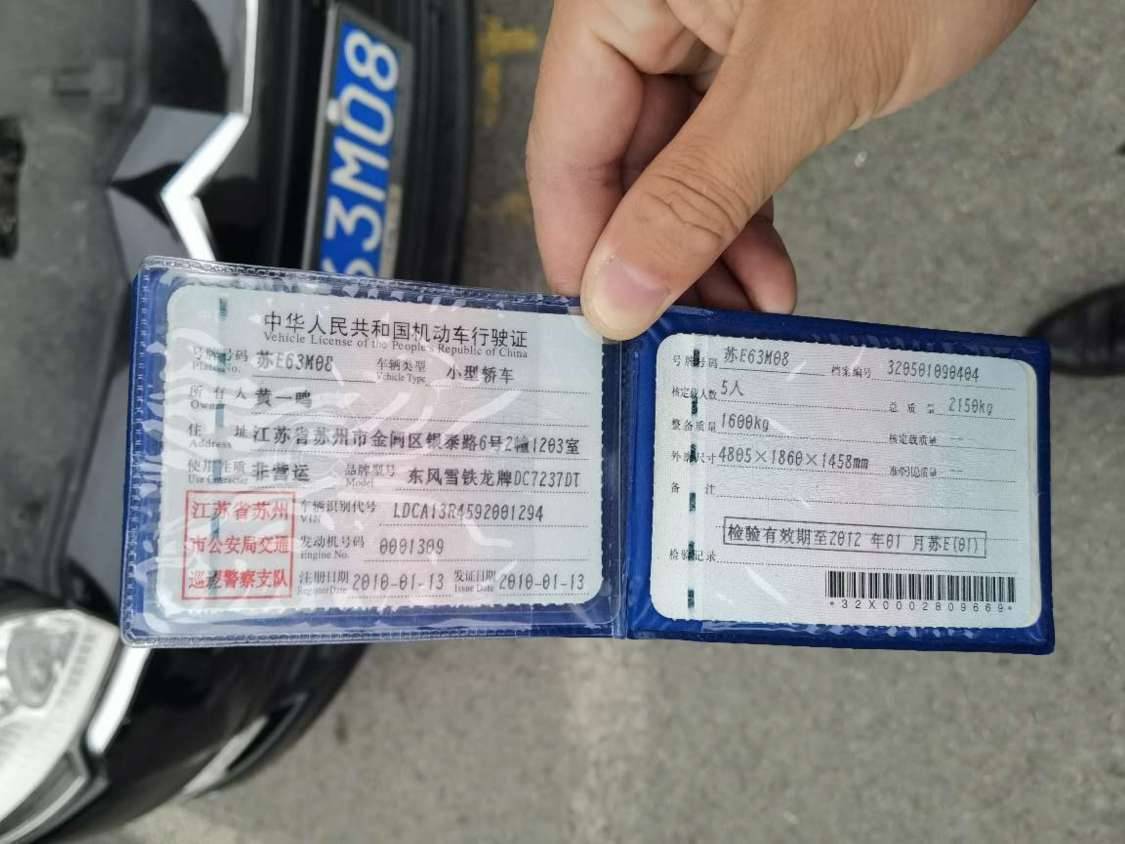 63M08
中华人民共和国机动车行驶证
Vehicle License of the People's Republic of China
号牌号码 苏E63M08 车辆类型 小型轿车
Plate No. Vehicle Type
所有人 黄一鸣
Owner
住址 江苏省苏州市金阊区银泰路6号2幢1203室
Address
使用性质 非营运 品牌型号 东风雪铁龙牌DC7237DT
Use Character Model
江苏省苏州
市公安局交通
巡逻警察支队
车辆识别代号 LDCA13R4592001294
VIN
发动机号码 0001309
Engine No.
注册日期 2010-01-13 发证日期 2010-01-13
Register Date Issue Date
号牌号码 苏E63M08 档案编号 320501090404
核定载人数 5人 总质量 2150kg
整备质量 1600kg 核定载质量 --
外廓尺寸 4805×1860×1458mm 准牵引总质量 --
备注
检验有效期至2012 年01 月苏E(01)
检验记录
*32X0002809669*